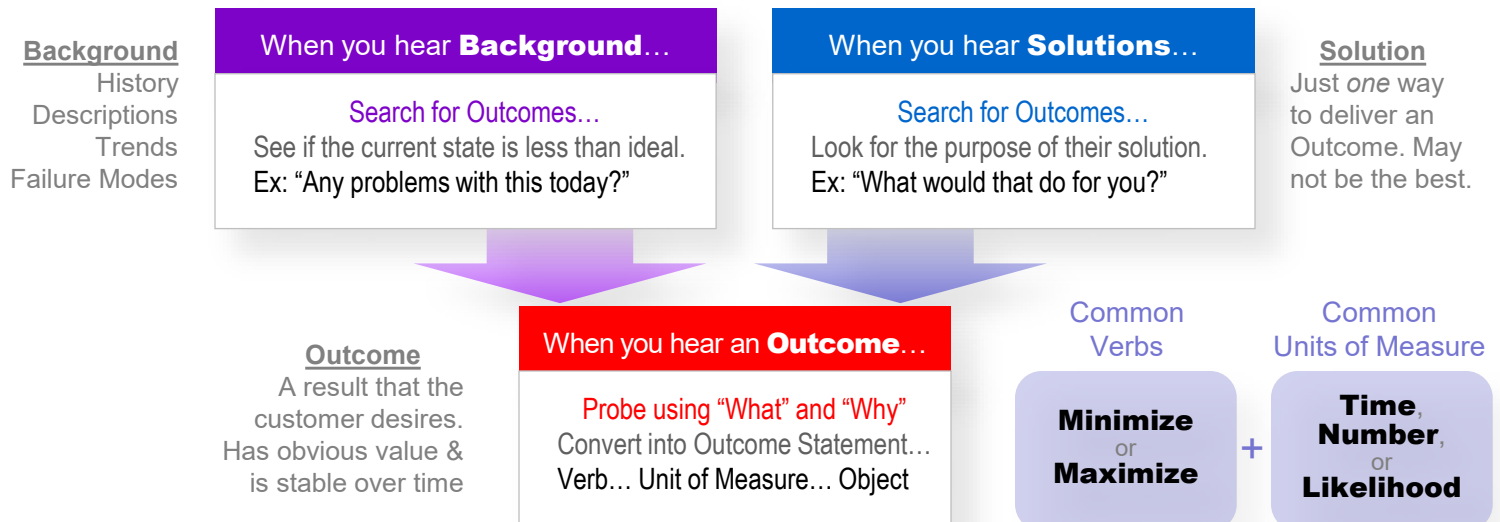 Background
History
Descriptions
Trends
Failure Modes
When you hear Background…
Search for Outcomes…
See if the current state is less than ideal.
Ex: “Any problems with this today?”
When you hear Solutions…
Search for Outcomes…
Look for the purpose of their solution.
Ex: “What would that do for you?”
Solution
Just one way
to deliver an
Outcome. May
not be the best.
Outcome
A result that the
customer desires.
Has obvious value &
is stable over time
When you hear an Outcome…
Probe using “What” and “Why”
Convert into Outcome Statement…
Verb… Unit of Measure… Object
Common
Verbs
Minimize
or
Maximize
+
Common
Units of Measure
Time,
Number,
or
Likelihood